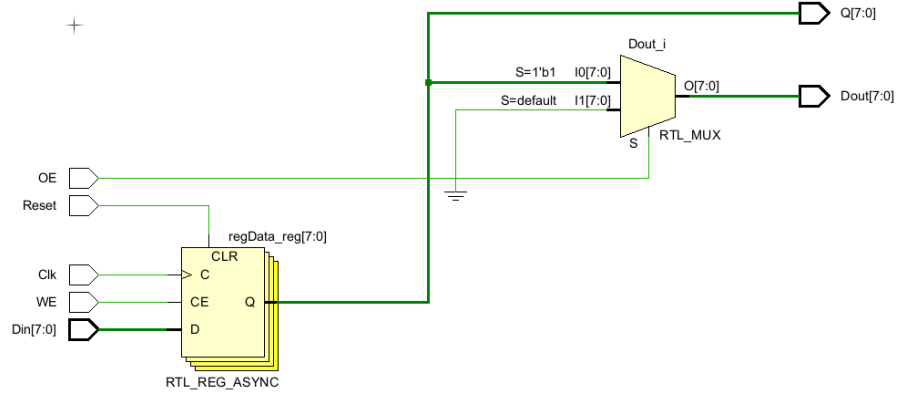 Q[7:0]
Dout_i
S=1'b1 I0[7:0]
O[7:0]
Dout[7:0]
S=default I1[7:0]
S
RTL_MUX
OE
Reset
regData_reg[7:0]
CLR
Clk
C
WE
CE
Q
Din[7:0]
D
RTL_REG_ASYNC